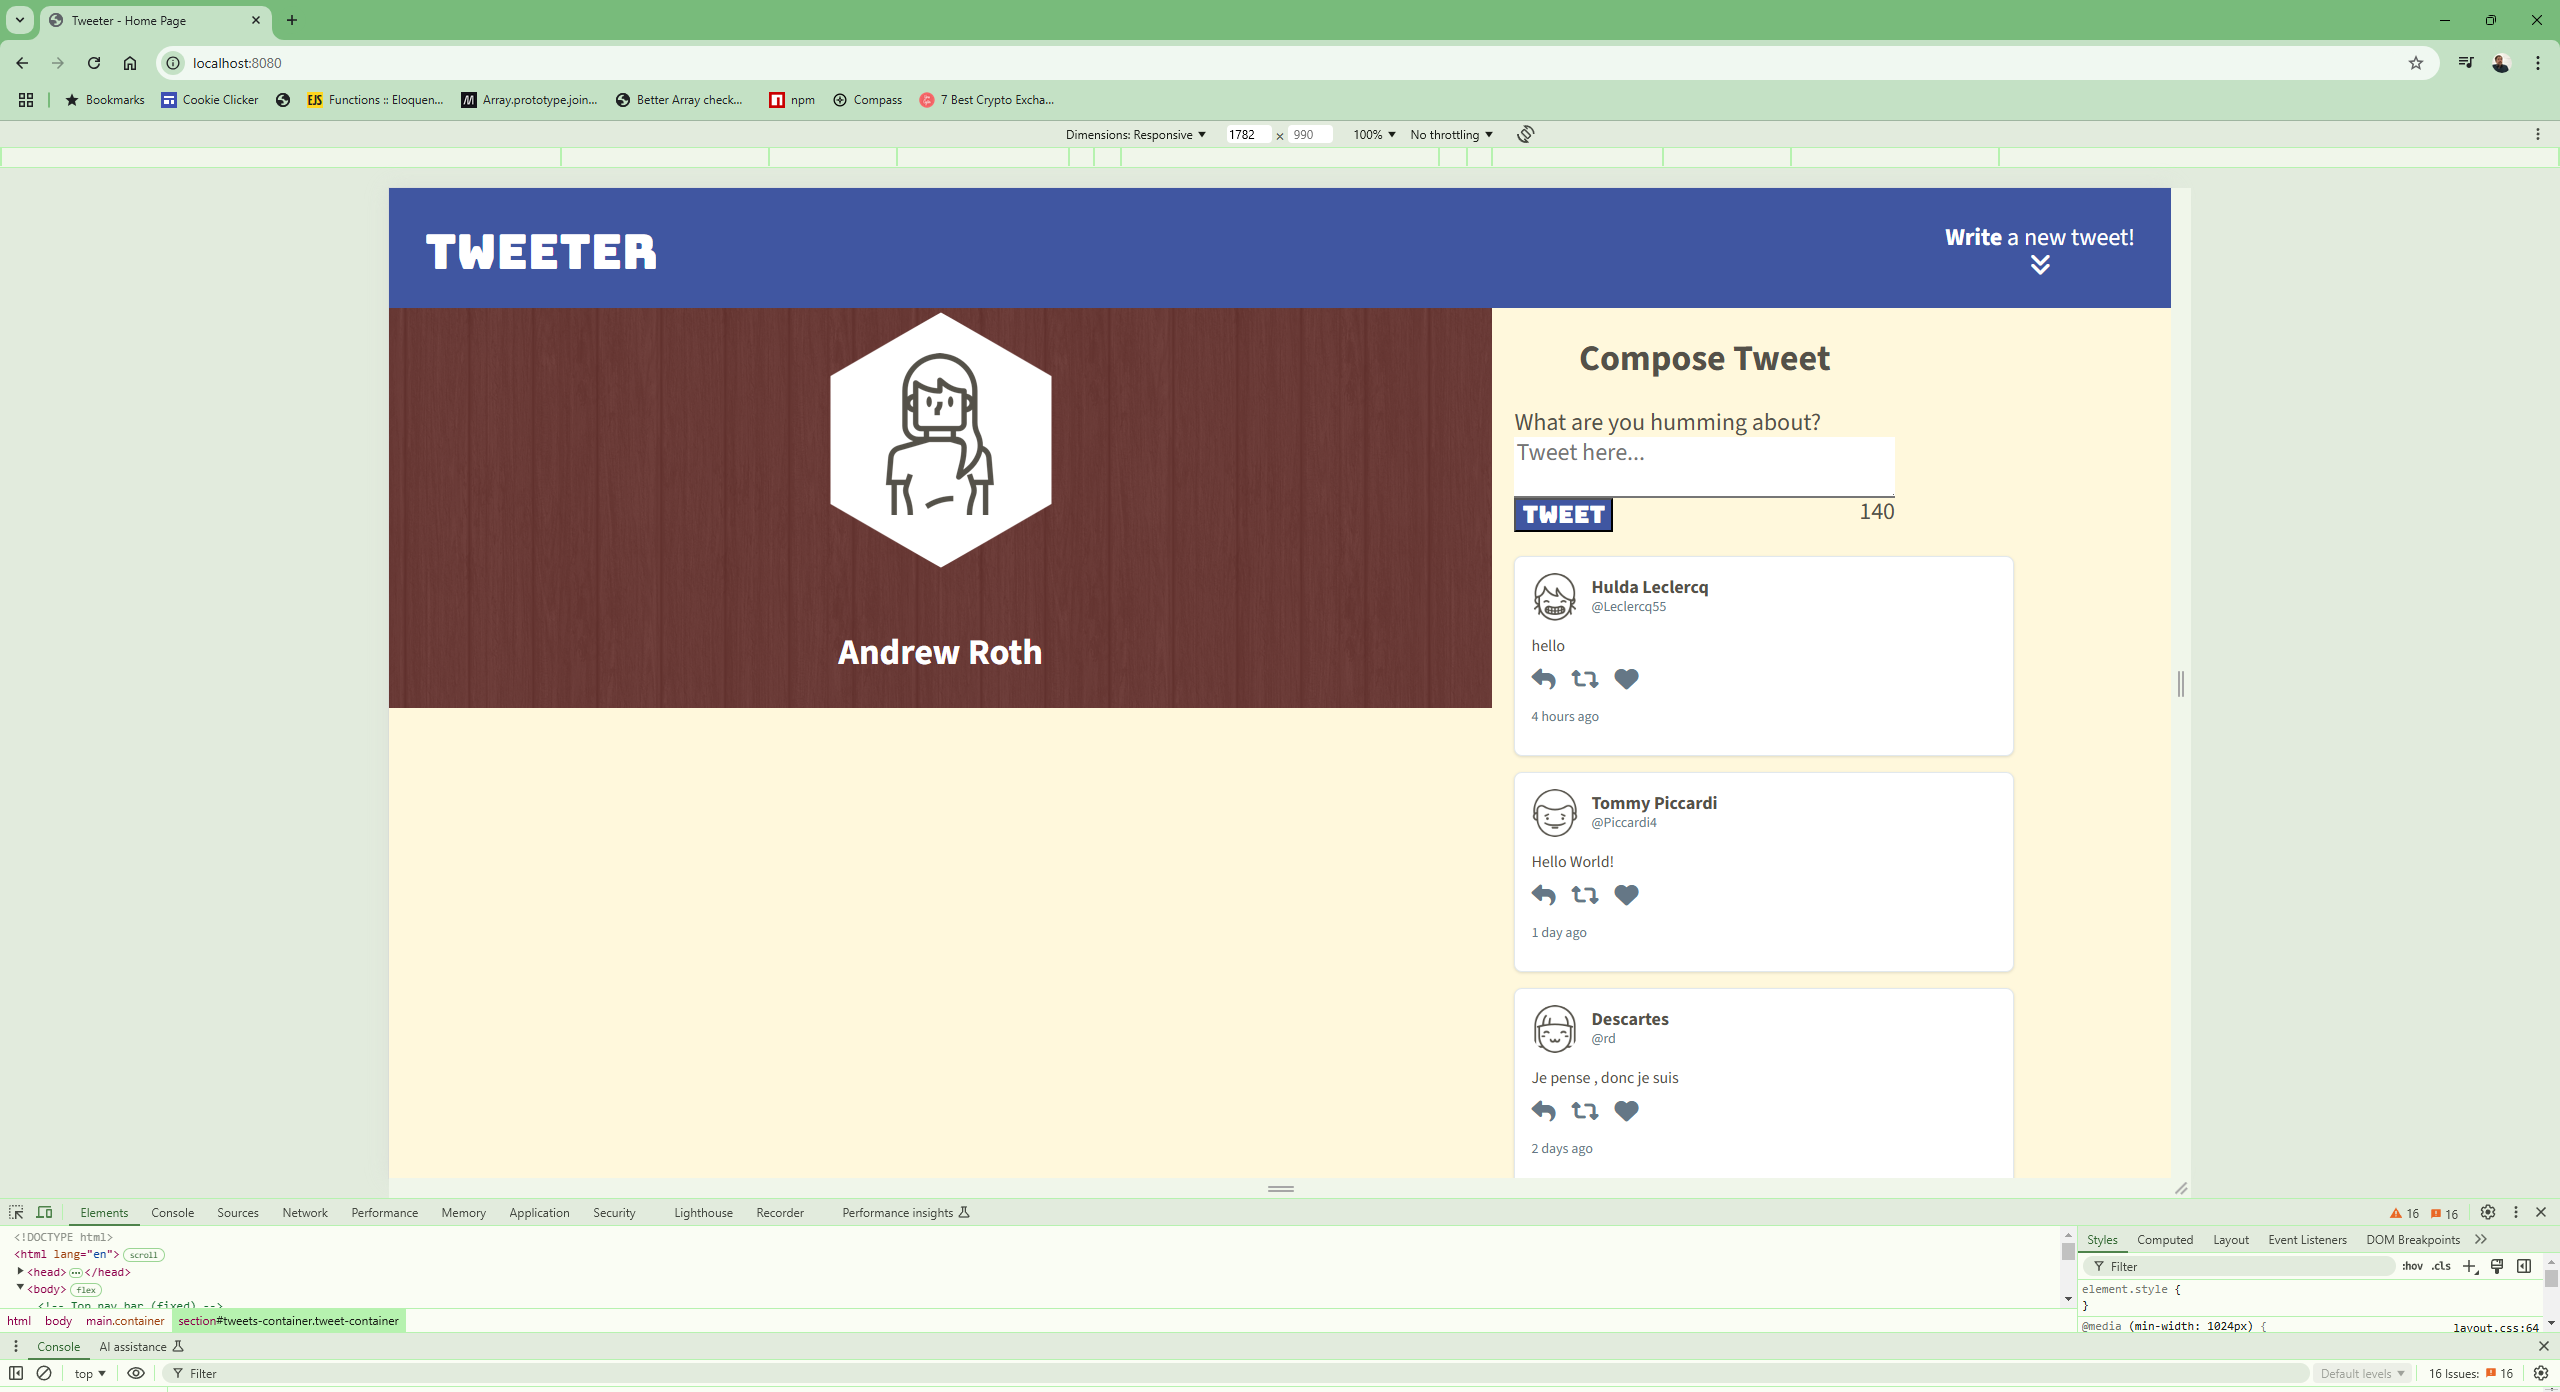 Tweeter - Home Page
localhost:8080
Bookmarks Cookie Clicker EJS Functions :: Eloquen... M Array.prototype.join... Better Array check... npm Compass 7 Best Crypto Excha...
Dimensions: Responsive 1782 × 990 100% No throttling
TWEETER
Write a new tweet!
Andrew Roth
Compose Tweet
What are you humming about?
Tweet here...
TWEET 140
Hulda Leclercq
@Leclercq55
hello
4 hours ago
Tommy Piccardi
@Piccardi4
Hello World!
1 day ago
Descartes
@rd
Je pense , donc je suis
2 days ago
Elements Console Sources Network Performance Memory Application Security Lighthouse Recorder Performance insights 16 16
<!DOCTYPE html>
<html lang="en"> scroll
<head> ... </head>
<body> flex
<!-- Top nav bar (fixed) -->
html body main.container section#tweets-container.tweet-container
Styles Computed Layout Event Listeners DOM Breakpoints
Filter :hov .cls
element.style {
}
@media (min-width: 1024px) { layout.css:64
Console AI assistance
top Filter Default levels 16 Issues: 16